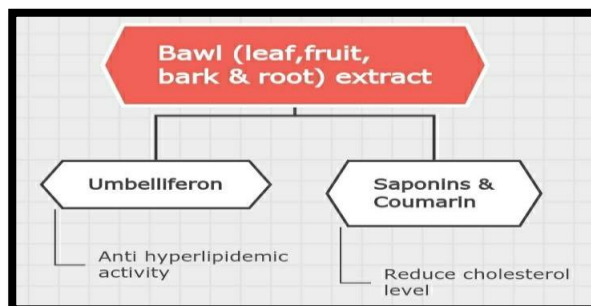 Bawl (leaf,fruit,
bark & root) extract
Umbelliferon
Saponins &
Coumarin
Anti hyperlipidemic
activity
Reduce cholesterol
level